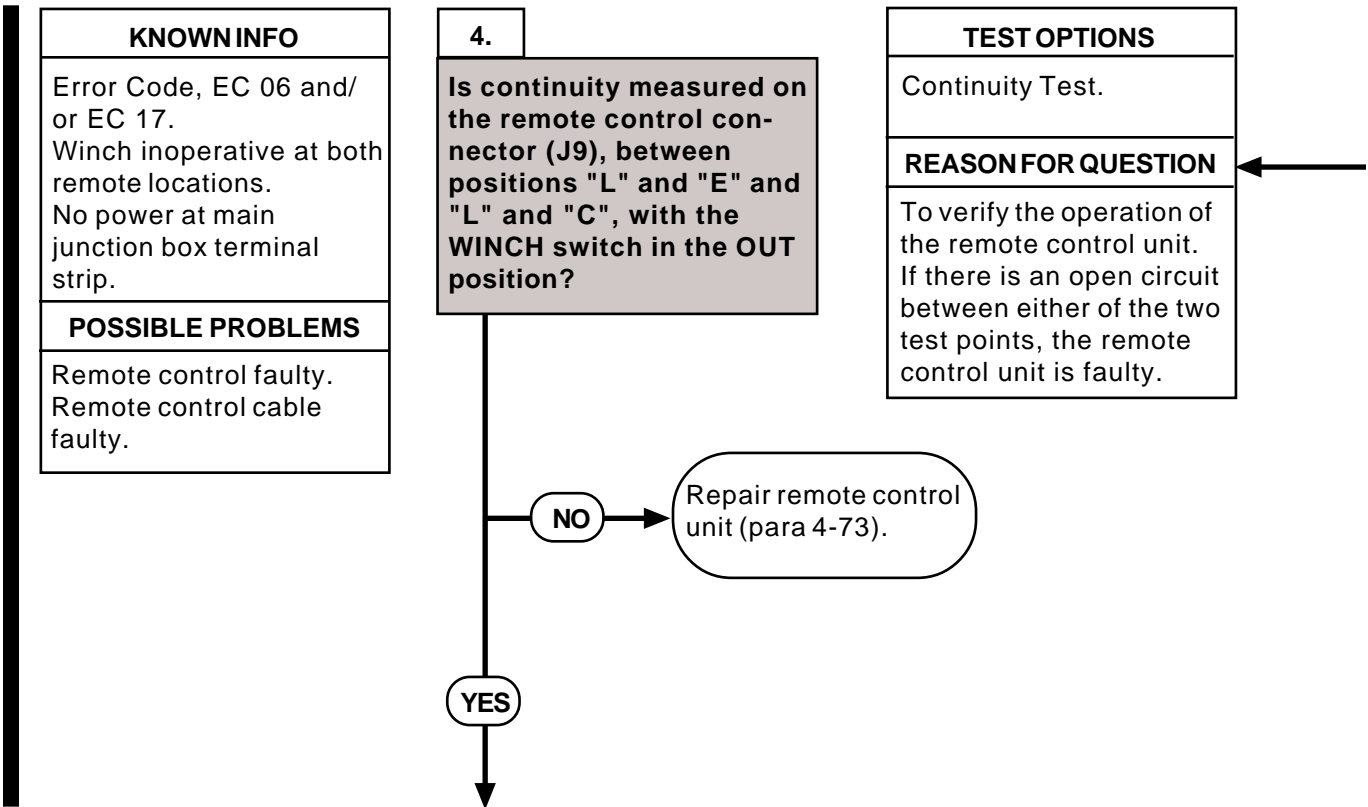 KNOWN INFO
Error Code, EC 06 and/
or EC 17.
Winch inoperative at both
remote locations.
No power at main
junction box terminal
strip.
POSSIBLE PROBLEMS
Remote control faulty.
Remote control cable
faulty.
4.
Is continuity measured on
the remote control con-
nector (J9), between
positions "L" and "E" and
"L" and "C", with the
WINCH switch in the OUT
position?
TEST OPTIONS
Continuity Test.
REASON FOR QUESTION
To verify the operation of
the remote control unit.
If there is an open circuit
between either of the two
test points, the remote
control unit is faulty.
NO
Repair remote control
unit (para 4-73).
YES